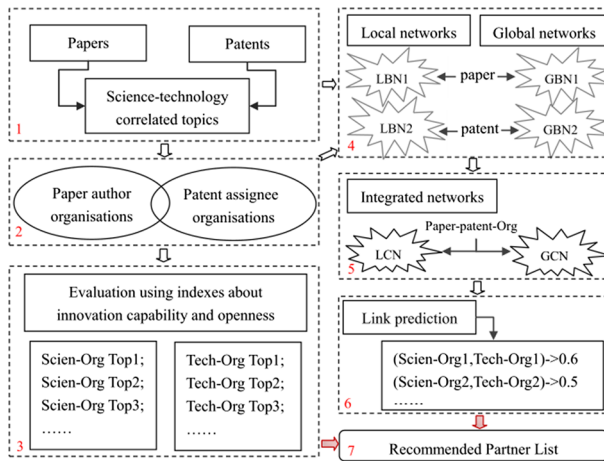 Papers
Patents
Science-technology
correlated topics
1
Paper author
organisations
Patent assignee
organisations
2
Evaluation using indexes about
innovation capability and openness
Scien-Org Top1;
Scien-Org Top2;
Scien-Org Top3;
……
Tech-Org Top1;
Tech-Org Top2;
Tech-Org Top3;
……
3
Local networks
Global networks
LBN1
paper
GBN1
LBN2
patent
GBN2
4
Integrated networks
Paper-patent-Org
LCN
GCN
5
Link prediction
(Scien-Org1,Tech-Org1)->0.6
(Scien-Org2,Tech-Org2)->0.5
……
6
7
Recommended Partner List